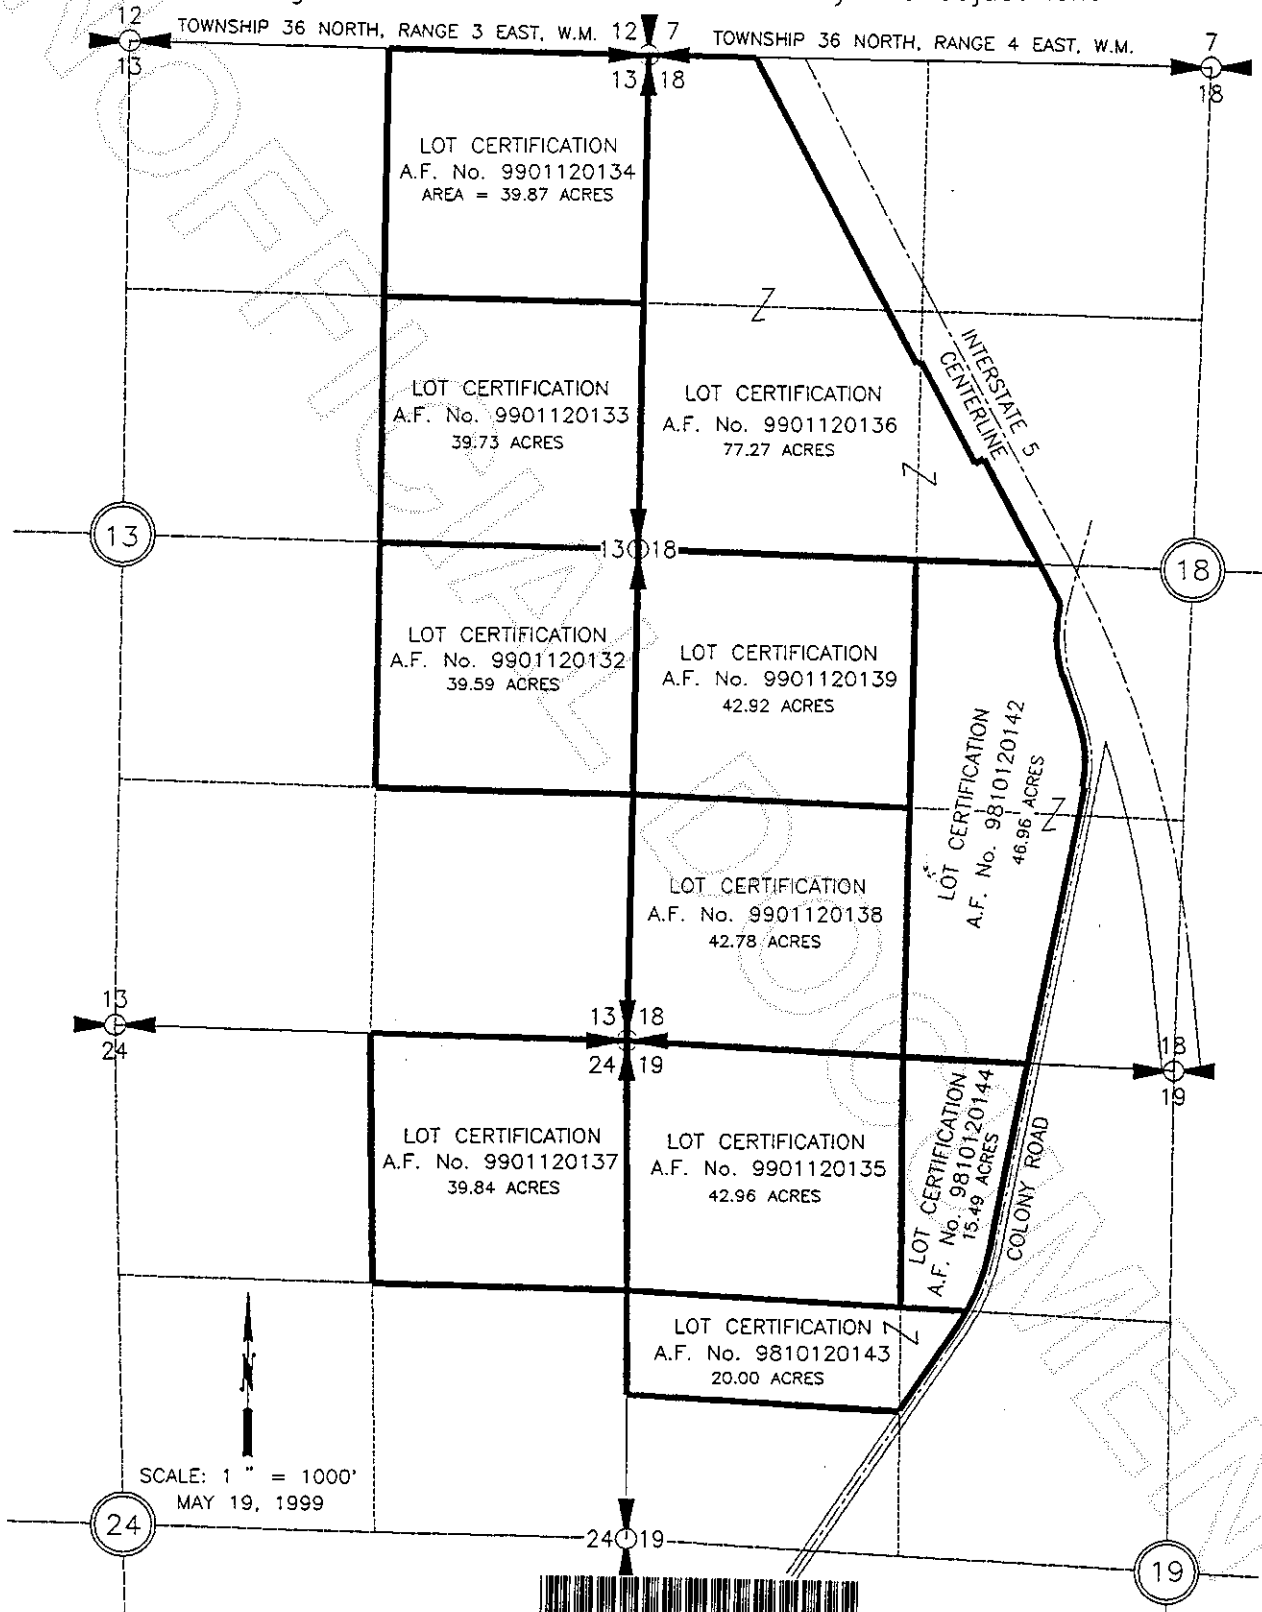 12
TOWNSHIP 36 NORTH, RANGE 3 EAST, W.M.
12 7
TOWNSHIP 36 NORTH, RANGE 4 EAST, W.M.
7
13
13 18
18
LOT CERTIFICATION
A.F. No. 9901120134
AREA = 39.87 ACRES
INTERSTATE 5
CENTERLINE
LOT CERTIFICATION
A.F. No. 9901120133
39.73 ACRES
LOT CERTIFICATION
A.F. No. 9901120136
77.27 ACRES
13
13 18
18
LOT CERTIFICATION
A.F. No. 9901120132
39.59 ACRES
LOT CERTIFICATION
A.F. No. 9901120139
42.92 ACRES
LOT CERTIFICATION
A.F. No. 9810120142
46.96 ACRES
LOT CERTIFICATION
A.F. No. 9901120138
42.78 ACRES
13
24
13 18
24 19
18
19
LOT CERTIFICATION
A.F. No. 9901120137
39.84 ACRES
LOT CERTIFICATION
A.F. No. 9901120135
42.96 ACRES
LOT CERTIFICATION
A.F. No. 9810120144
15.49 ACRES
COLONY ROAD
LOT CERTIFICATION
A.F. No. 9810120143
20.00 ACRES
N
SCALE: 1" = 1000'
MAY 19, 1999
24
24 19
19
UNOFFICIAL DOCUMENT